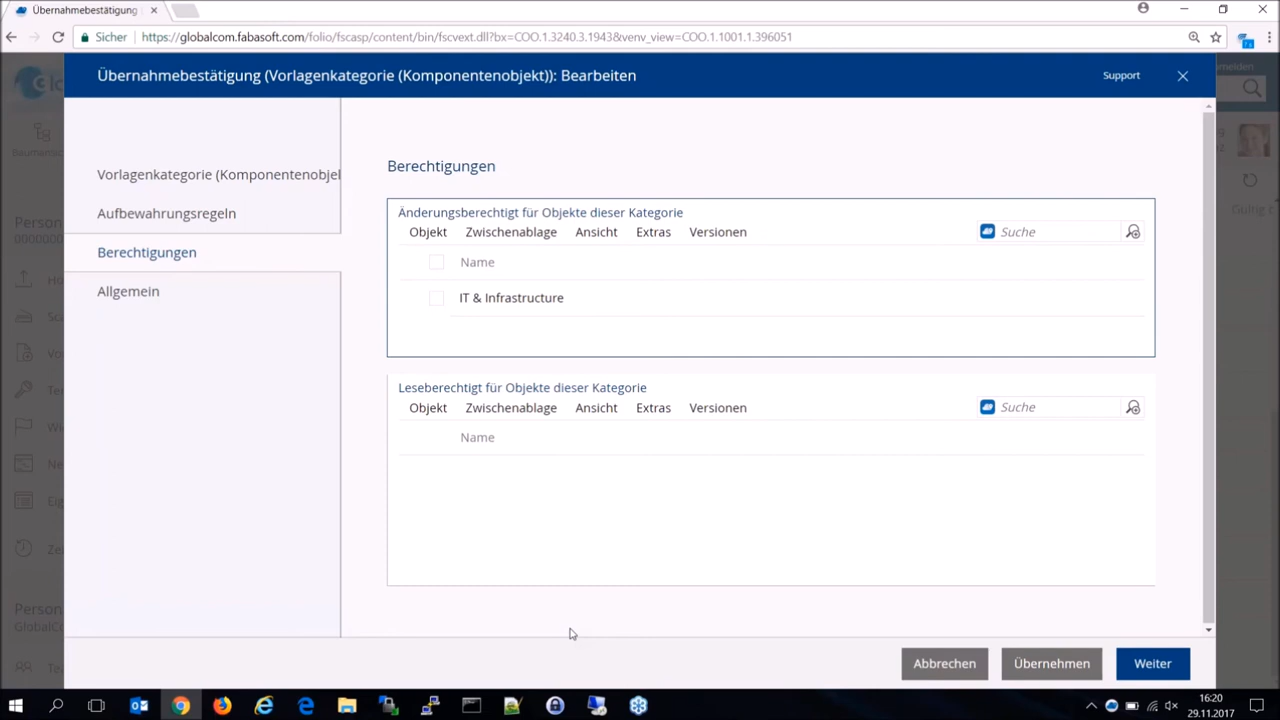 Übernahmebestätigung (
Sicher https://globalcom.fabasoft.com/folio/fscasp/content/bin/fscvext.dll?bx=COO.1.3240.3.1943&venv_view=COO.1.1001.1.396051
Übernahmebestätigung (Vorlagenkategorie (Komponentenobjekt)): Bearbeiten
Support
Vorlagenkategorie (Komponentenobjel
Aufbewahrungsregeln
Berechtigungen
Allgemein
Berechtigungen
Änderungsberechtigt für Objekte dieser Kategorie
Objekt Zwischenablage Ansicht Extras Versionen Suche
Name
IT & Infrastructure
Leseberechtigt für Objekte dieser Kategorie
Objekt Zwischenablage Ansicht Extras Versionen Suche
Name
Abbrechen Übernehmen Weiter
Person
Person
GlobalCo
16:20
29.11.2017